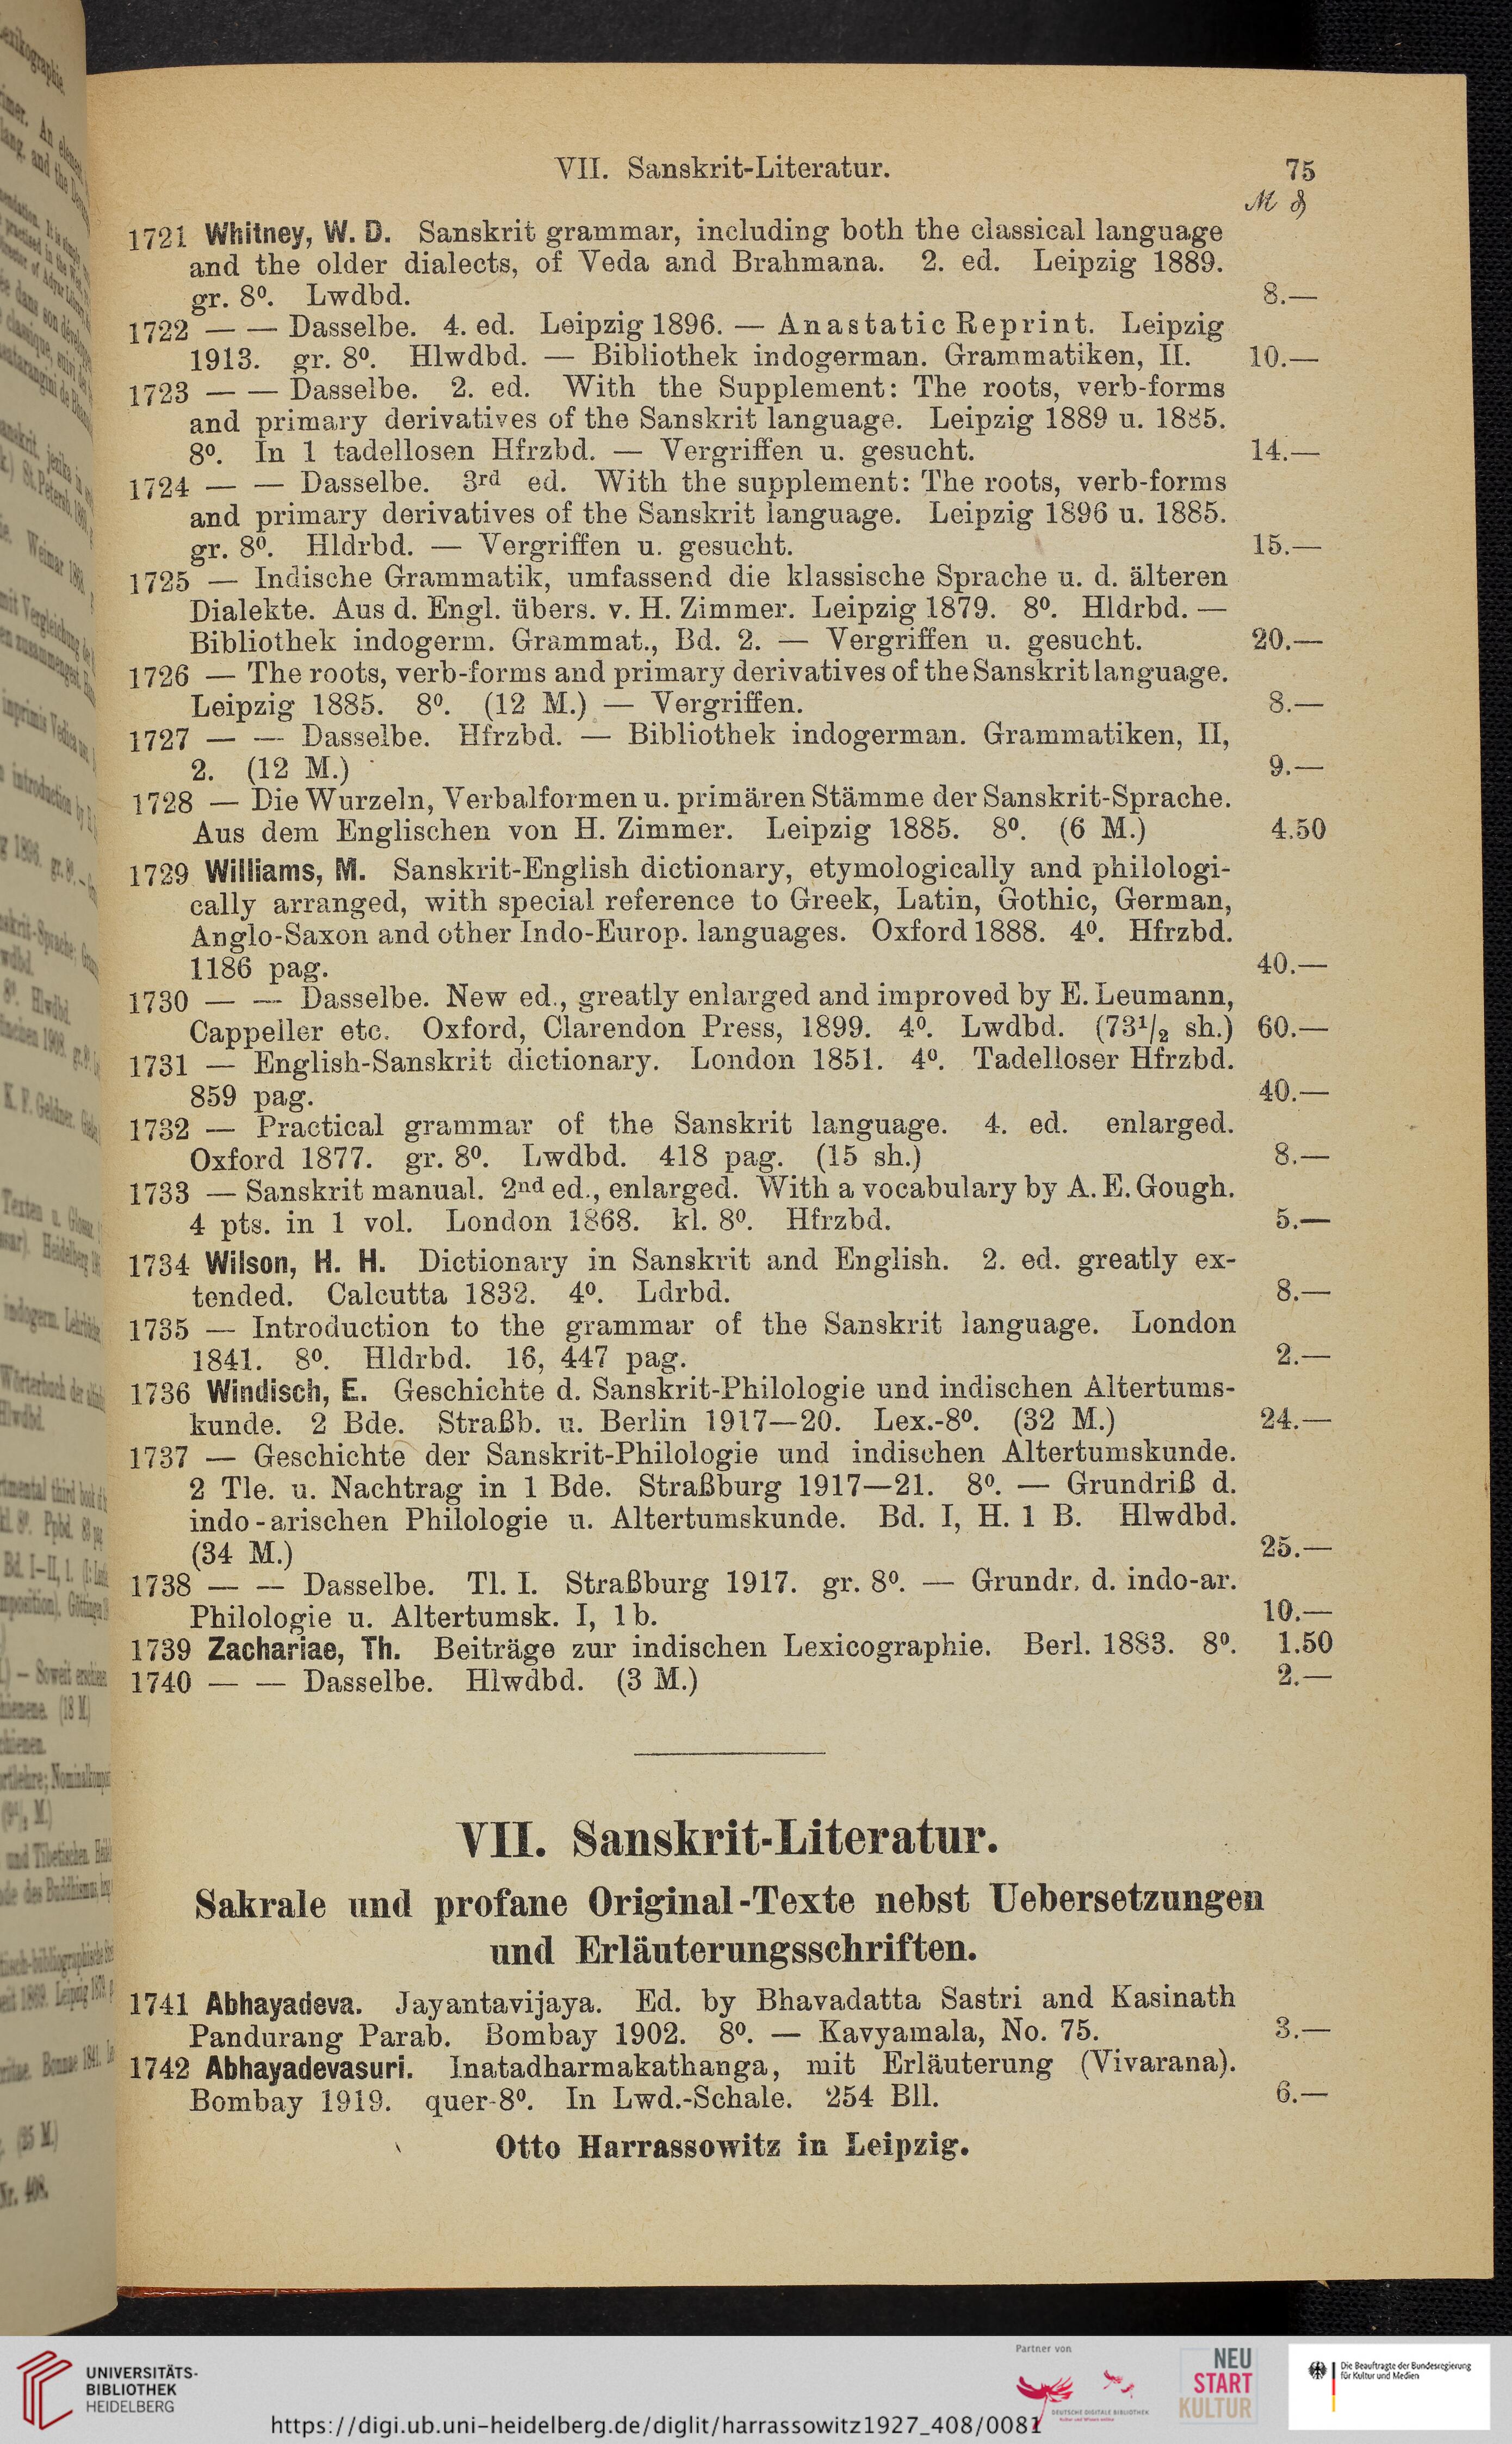 VII. Sanskrit-Literatur. 75
ℳ ₰
1721 Whitney, W. D. Sanskrit grammar, including both the classical language
and the older dialects, of Veda and Brahmana. 2. ed. Leipzig 1889.
gr. 8⁰. Lwdbd. 8.—
1722 — — Dasselbe. 4. ed. Leipzig 1896. — Anastatic Reprint. Leipzig
1913. gr. 8⁰. Hlwdbd. — Bibliothek indogerman. Grammatiken, II. 10.—
1723 — — Dasselbe. 2. ed. With the Supplement: The roots, verb-forms
and primary derivatives of the Sanskrit language. Leipzig 1889 u. 1885.
8⁰. In 1 tadellosen Hfrzbd. — Vergriffen u. gesucht. 14.—
1724 — — Dasselbe. 3rd ed. With the supplement: The roots, verb-forms
and primary derivatives of the Sanskrit language. Leipzig 1896 u. 1885.
gr. 8⁰. Hldrbd. — Vergriffen u. gesucht. 15.—
1725 — Indische Grammatik, umfassend die klassische Sprache u. d. älteren
Dialekte. Aus d. Engl. übers. v. H. Zimmer. Leipzig 1879. 8⁰. Hldrbd. —
Bibliothek indogerm. Grammat., Bd. 2. — Vergriffen u. gesucht. 20.—
1726 — The roots, verb-forms and primary derivatives of the Sanskrit language.
Leipzig 1885. 8⁰. (12 M.) — Vergriffen. 8.—
1727 — — Dasselbe. Hfrzbd. — Bibliothek indogerman. Grammatiken, II,
2. (12 M.) 9.—
1728 — Die Wurzeln, Verbalformen u. primären Stämme der Sanskrit-Sprache.
Aus dem Englischen von H. Zimmer. Leipzig 1885. 8⁰. (6 M.) 4.50
1729 Williams, M. Sanskrit-English dictionary, etymologically and philologi-
cally arranged, with special reference to Greek, Latin, Gothic, German,
Anglo-Saxon and other Indo-Europ. languages. Oxford 1888. 4⁰. Hfrzbd.
1186 pag. 40.—
1730 — — Dasselbe. New ed., greatly enlarged and improved by E. Leumann,
Cappeller etc. Oxford, Clarendon Press, 1899. 4⁰. Lwdbd. (73¹/₂ sh.) 60.—
1731 — English-Sanskrit dictionary. London 1851. 4⁰. Tadelloser Hfrzbd.
859 pag. 40.—
1732 — Practical grammar of the Sanskrit language. 4. ed. enlarged.
Oxford 1877. gr. 8⁰. Lwdbd. 418 pag. (15 sh.) 8.—
1733 — Sanskrit manual. 2nd ed., enlarged. With a vocabulary by A. E. Gough.
4 pts. in 1 vol. London 1868. kl. 8⁰. Hfrzbd. 5.—
1734 Wilson, H. H. Dictionary in Sanskrit and English. 2. ed. greatly ex-
tended. Calcutta 1832. 4⁰. Ldrbd. 8.—
1735 — Introduction to the grammar of the Sanskrit language. London
1841. 8⁰. Hldrbd. 16, 447 pag. 2.—
1736 Windisch, E. Geschichte d. Sanskrit-Philologie und indischen Altertums-
kunde. 2 Bde. Straßb. u. Berlin 1917—20. Lex.-8⁰. (32 M.) 24.—
1737 — Geschichte der Sanskrit-Philologie und indischen Altertumskunde.
2 Tle. u. Nachtrag in 1 Bde. Straßburg 1917—21. 8⁰. — Grundriß d.
indo-arischen Philologie u. Altertumskunde. Bd. I, H. 1 B. Hlwdbd.
(34 M.) 25.—
1738 — — Dasselbe. Tl. I. Straßburg 1917. gr. 8⁰. — Grundr. d. indo-ar.
Philologie u. Altertumsk. I, 1b. 10.—
1739 Zachariae, Th. Beiträge zur indischen Lexicographie. Berl. 1883. 8⁰. 1.50
1740 — — Dasselbe. Hlwdbd. (3 M.) 2.—
VII. Sanskrit-Literatur.
Sakrale und profane Original-Texte nebst Uebersetzungen
und Erläuterungsschriften.
1741 Abhayadeva. Jayantavijaya. Ed. by Bhavadatta Sastri and Kasinath
Pandurang Parab. Bombay 1902. 8⁰. — Kavyamala, No. 75. 3.—
1742 Abhayadevasuri. Inatadharmakathanga, mit Erläuterung (Vivarana).
Bombay 1919. quer-8⁰. In Lwd.-Schale. 254 Bll. 6.—
Otto Harrassowitz in Leipzig.
UNIVERSITÄTS-
BIBLIOTHEK
HEIDELBERG
https://digi.ub.uni-heidelberg.de/diglit/harrassowitz1927_408/0081
Partner von
DEUTSCHE DIGITALE BIBLIOTHEK
NEU
START
KULTUR
Die Beauftragte der Bundesregierung
für Kultur und Medien